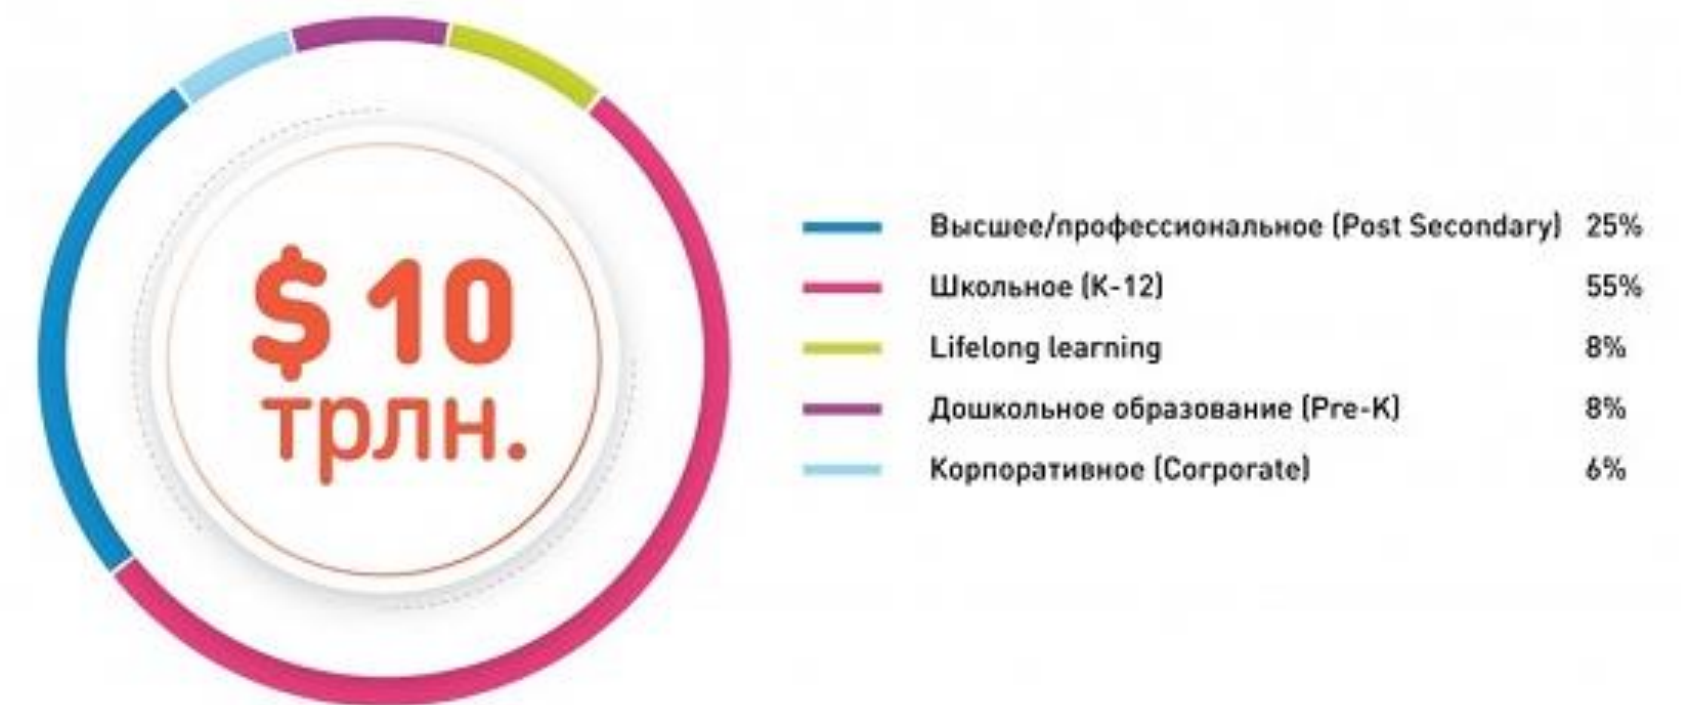 $ 10
трлн.
Высшее/профессиональное (Post Secondary) 25%
Школьное (K-12) 55%
Lifelong learning 8%
Дошкольное образование (Pre-K) 8%
Корпоративное (Corporate) 6%